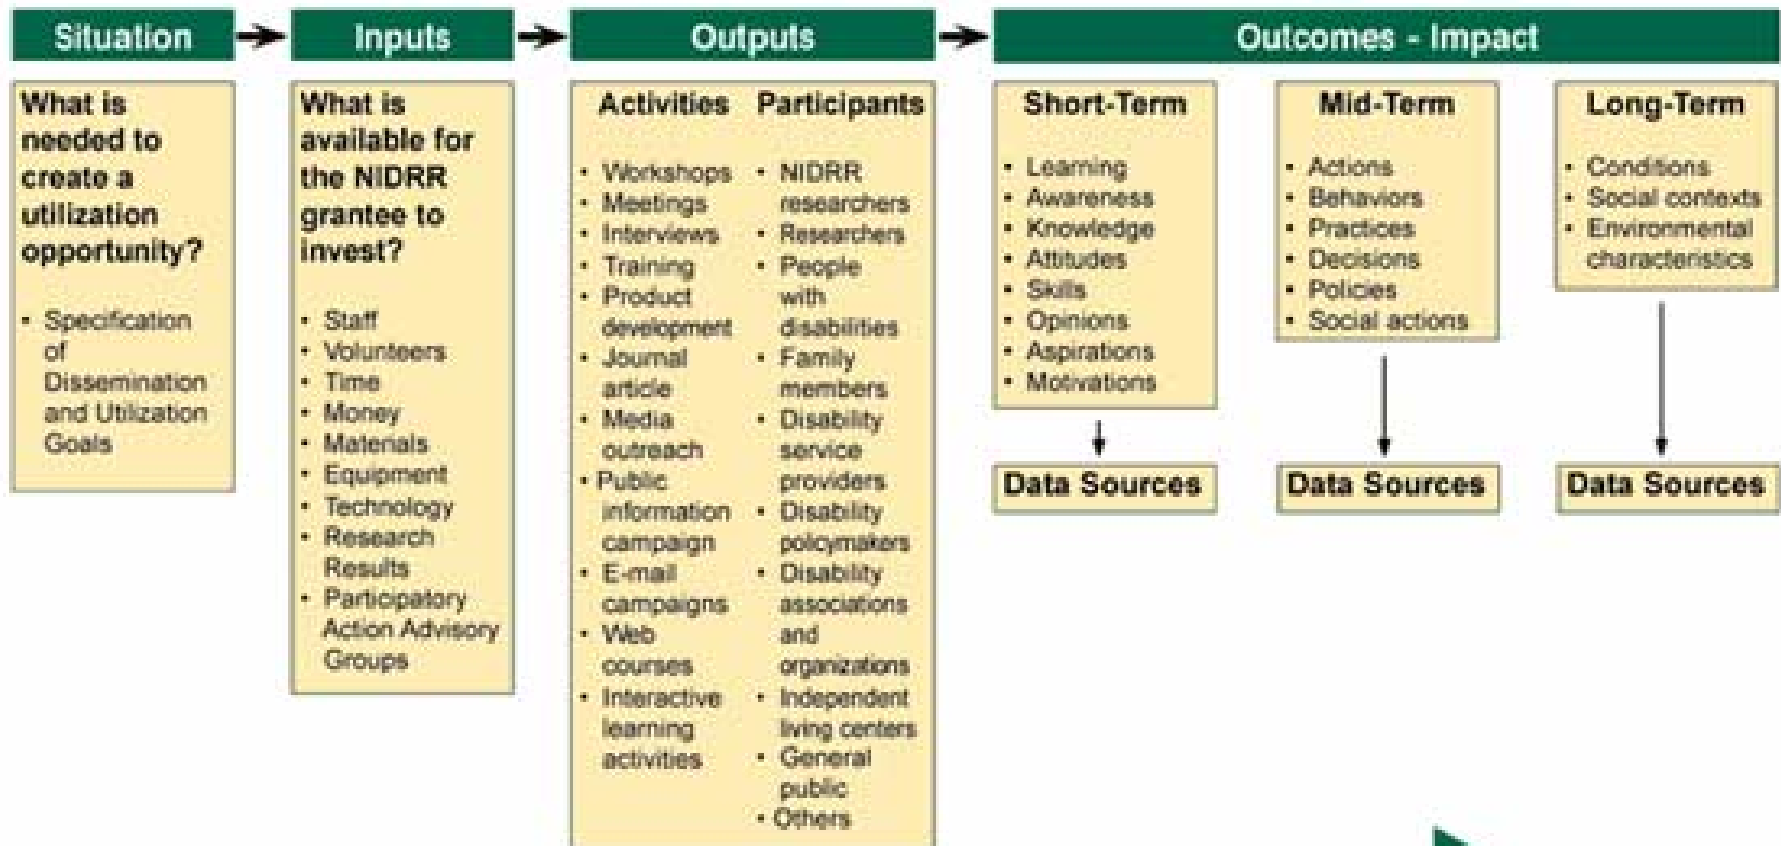 Situation
Inputs
Outputs
Outcomes - Impact
What is
needed to
create a
utilization
opportunity?
• Specification
of
Dissemination
and Utilization
Goals
What is
available for
the NIDRR
grantee to
invest?
• Staff
• Volunteers
• Time
• Money
• Materials
• Equipment
• Technology
• Research
Results
• Participatory
Action Advisory
Groups
Activities
• Workshops
• Meetings
• Interviews
• Training
• Product
development
• Journal
article
• Media
outreach
• Public
information
campaign
• E-mail
campaigns
• Web
courses
• Interactive
learning
activities
Participants
• NIDRR
researchers
• Researchers
• People
with
disabilities
• Family
members
• Disability
service
providers
• Disability
policymakers
• Disability
associations
and
organizations
• Independent
living centers
• General
public
• Others
Short-Term
• Learning
• Awareness
• Knowledge
• Attitudes
• Skills
• Opinions
• Aspirations
• Motivations
Data Sources
Mid-Term
• Actions
• Behaviors
• Practices
• Decisions
• Policies
• Social actions
Data Sources
Long-Term
• Conditions
• Social contexts
• Environmental
characteristics
Data Sources